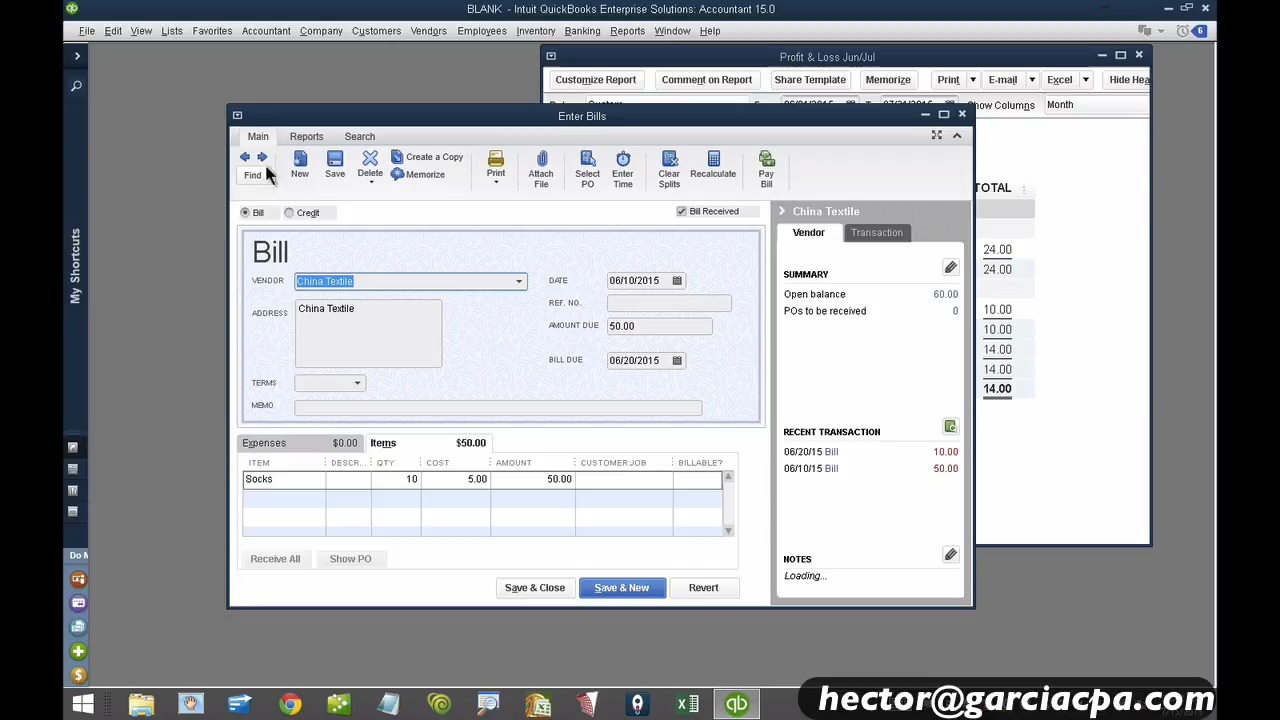 BLANK - Intuit QuickBooks Enterprise Solutions: Accountant 15.0
File Edit View Lists Favorites Accountant Company Customers Vendors Employees Inventory Banking Reports Window Help 6
Profit & Loss Jun/Jul
Customize Report Comment on Report Share Template Memorize Print E-mail Excel Hide Hea
Show Columns Month
TOTAL
24.00
24.00
10.00
10.00
14.00
14.00
14.00
Enter Bills
Main Reports Search
Find
New
Save
Delete
Create a Copy
Memorize
Print
Attach File
Select PO
Enter Time
Clear Splits
Recalculate
Pay Bill
Bill Credit Bill Received
Bill
VENDOR China Textile
DATE 06/10/2015
REF. NO.
ADDRESS China Textile
AMOUNT DUE 50.00
BILL DUE 06/20/2015
TERMS
MEMO
Expenses $0.00 Items $50.00
ITEM DESCR... QTY COST AMOUNT CUSTOMER:JOB BILLABLE?
Socks 10 5.00 50.00
Receive All Show PO
Save & Close Save & New Revert
China Textile
Vendor Transaction
SUMMARY
Open balance 60.00
POs to be received 0
RECENT TRANSACTION
06/20/15 Bill 10.00
06/10/15 Bill 50.00
NOTES
Loading...
My Shortcuts
Do M
hector@garciacpa.com